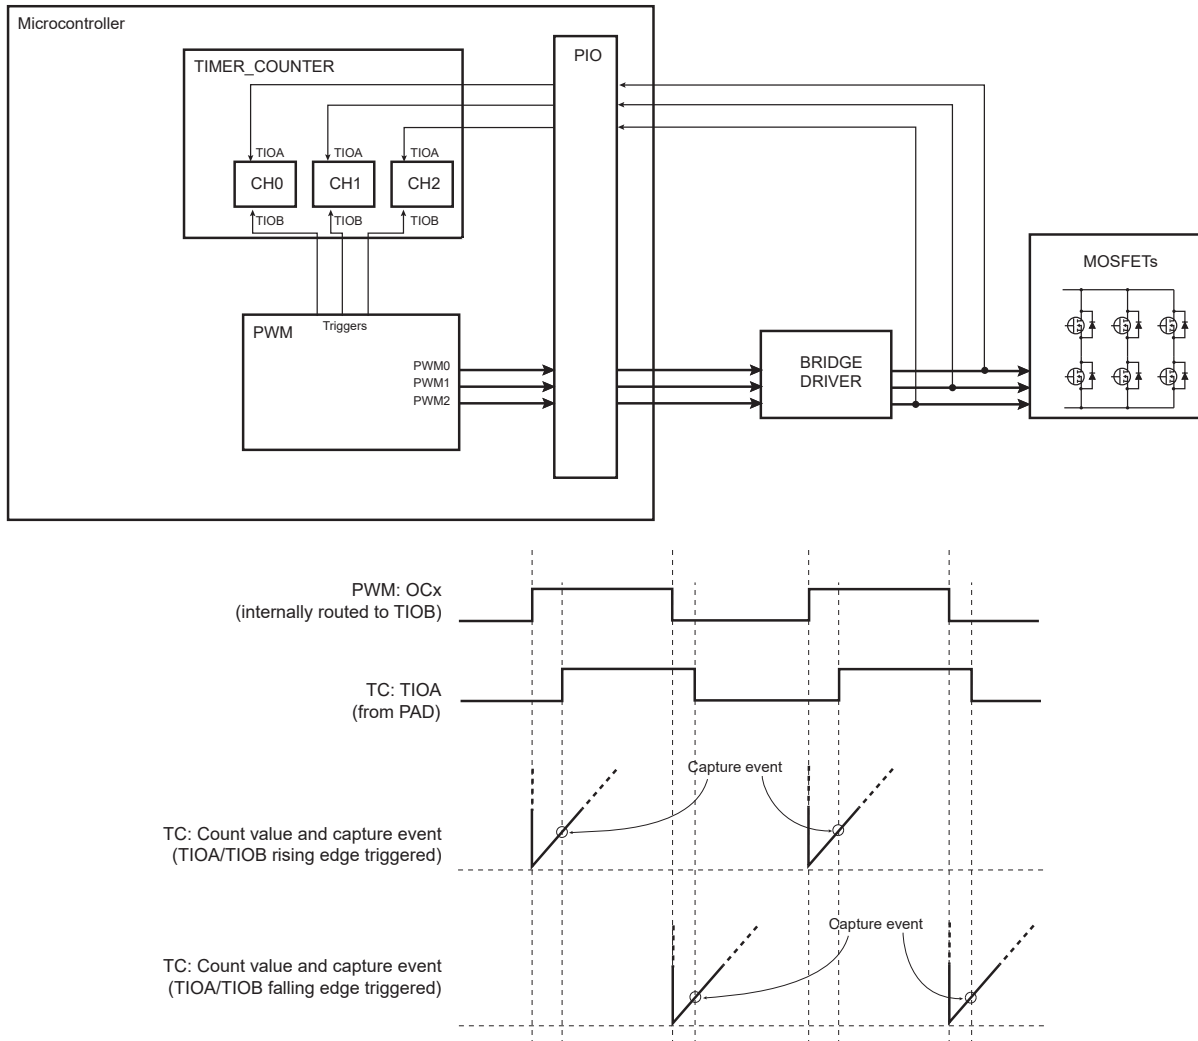 Microcontroller
PIO
TIMER_COUNTER
TIOA
TIOA
TIOA
CH0
CH1
CH2
TIOB
TIOB
TIOB
MOSFETs
PWM
Triggers
PWM0
PWM1
PWM2
BRIDGE
DRIVER
PWM: OCx
(internally routed to TIOB)
TC: TIOA
(from PAD)
Capture event
TC: Count value and capture event
(TIOA/TIOB rising edge triggered)
Capture event
TC: Count value and capture event
(TIOA/TIOB falling edge triggered)